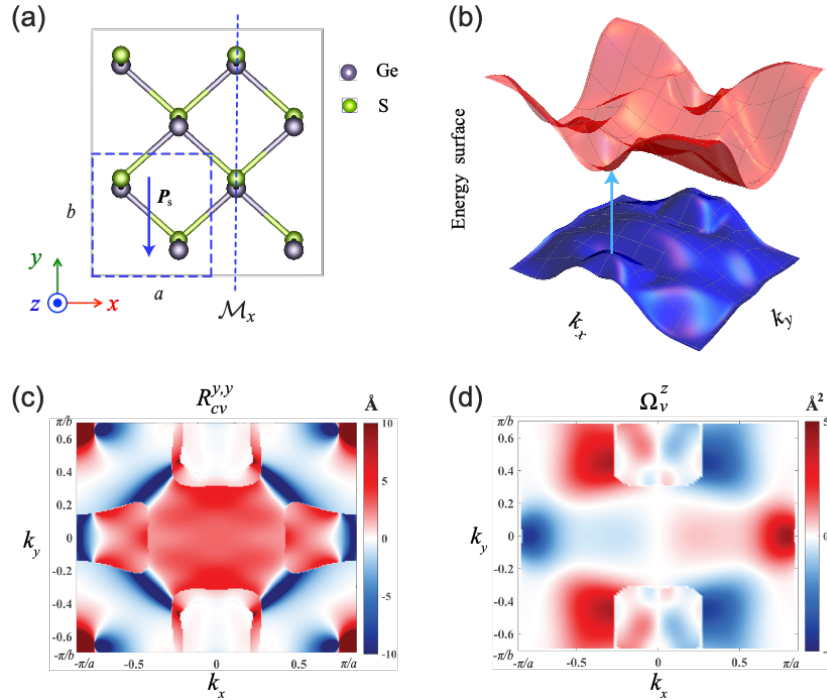 (a)
Ge
S
P_s
b
a
y
z
x
M_x
(b)
Energy surface
k_x
k_y
(c)
R_{cv}^{y,y}
Å
π/b
0.6
0.4
0.2
0
-0.2
-0.4
-0.6
-π/b
k_y
-π/a
-0.5
0
0.5
π/a
k_x
10
5
0
-5
-10
(d)
Ω_v^z
Å²
π/b
0.6
0.4
0.2
0
-0.2
-0.4
-0.6
-π/b
k_y
-π/a
-0.5
0
0.5
π/a
k_x
0